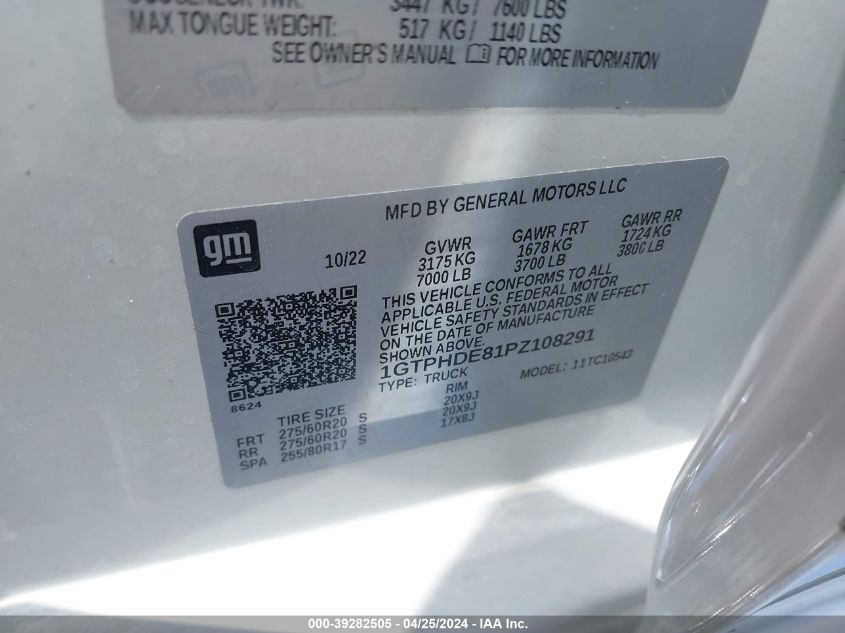 3447 KG / 7600 LBS
MAX TONGUE WEIGHT: 517 KG / 1140 LBS
SEE OWNER'S MANUAL FOR MORE INFORMATION
MFD BY GENERAL MOTORS LLC
gm
10/22
GVWR GAWR FRT GAWR RR
3175 KG 1678 KG 1724 KG
7000 LB 3700 LB 3800 LB
THIS VEHICLE CONFORMS TO ALL
APPLICABLE U.S. FEDERAL MOTOR
VEHICLE SAFETY STANDARDS IN EFFECT
ON THE DATE OF MANUFACTURE
SHOWN ABOVE.
1GTPHDE81PZ108291
TYPE: TRUCK MODEL: 11TC10543
8624
TIRE SIZE RIM
FRT 275/60R20 S 20X9J
RR 275/60R20 S 20X9J
SPA 255/80R17 S 17X8J
000-39282505 - 04/25/2024 - IAA Inc.